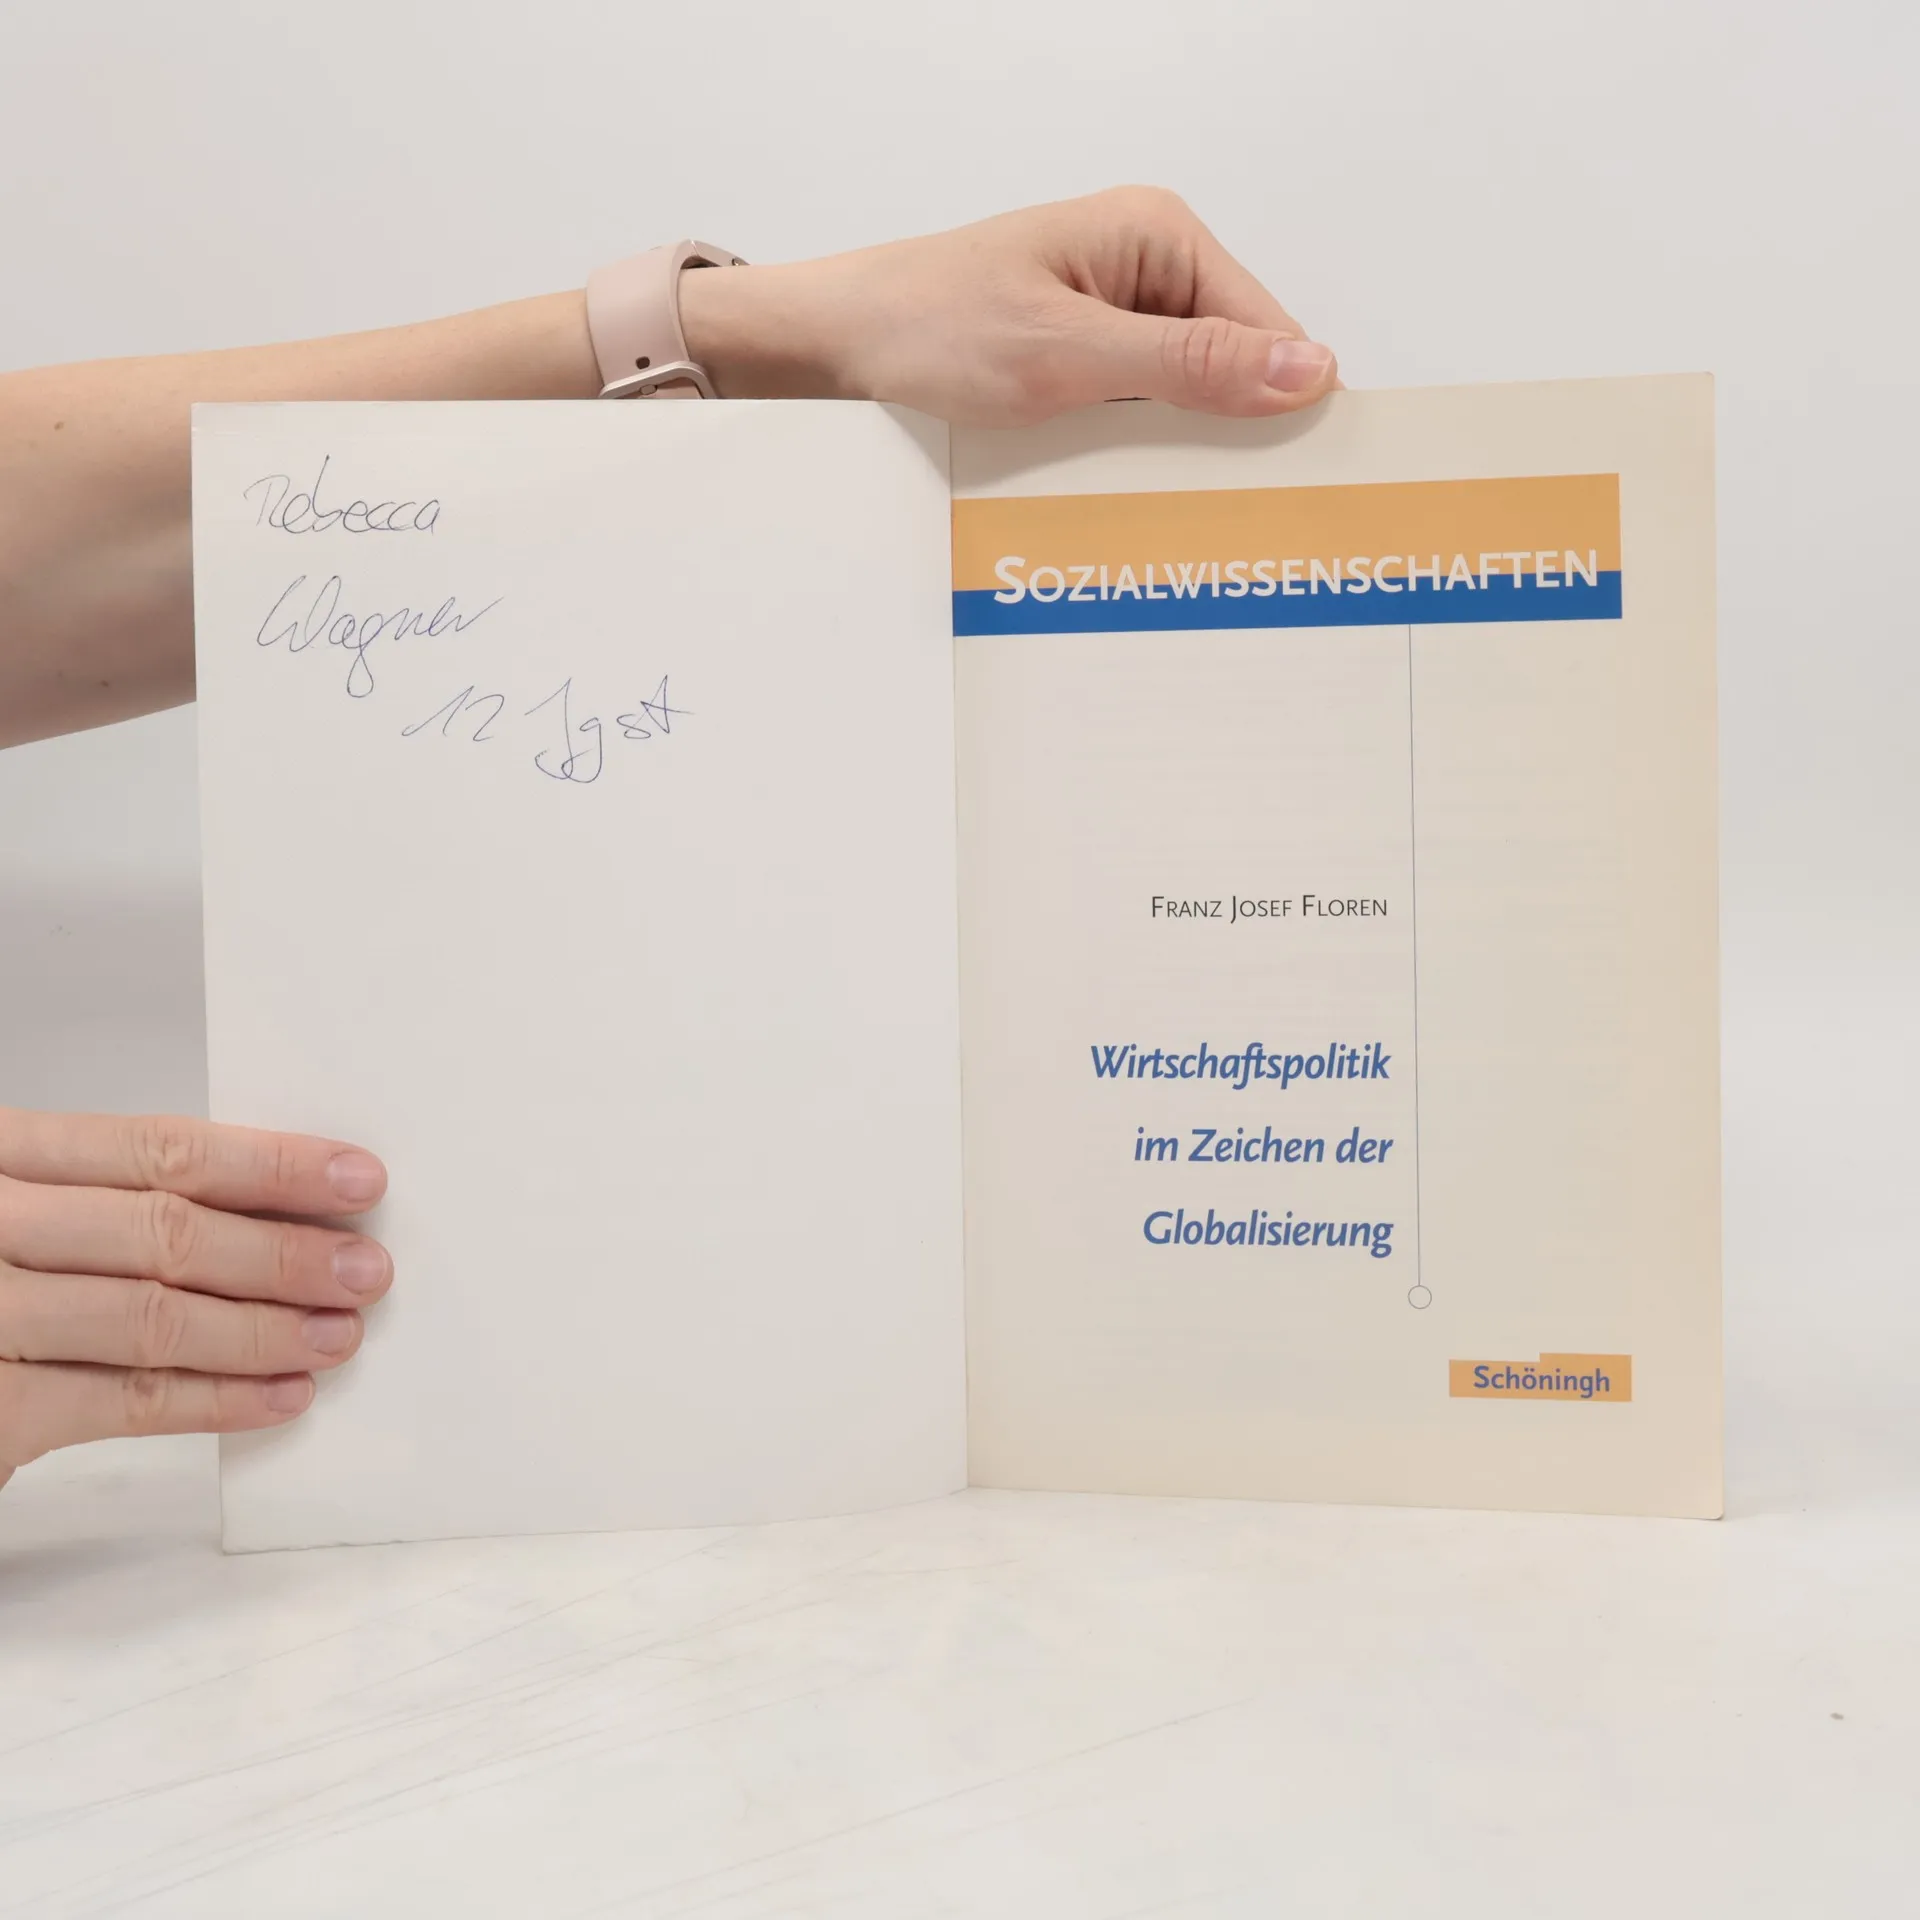 Rebecca
Wagner
12 Jgst
SOZIALWISSENSCHAFTEN
FRANZ JOSEF FLOREN
Wirtschaftspolitik
im Zeichen der
Globalisierung
Schöningh